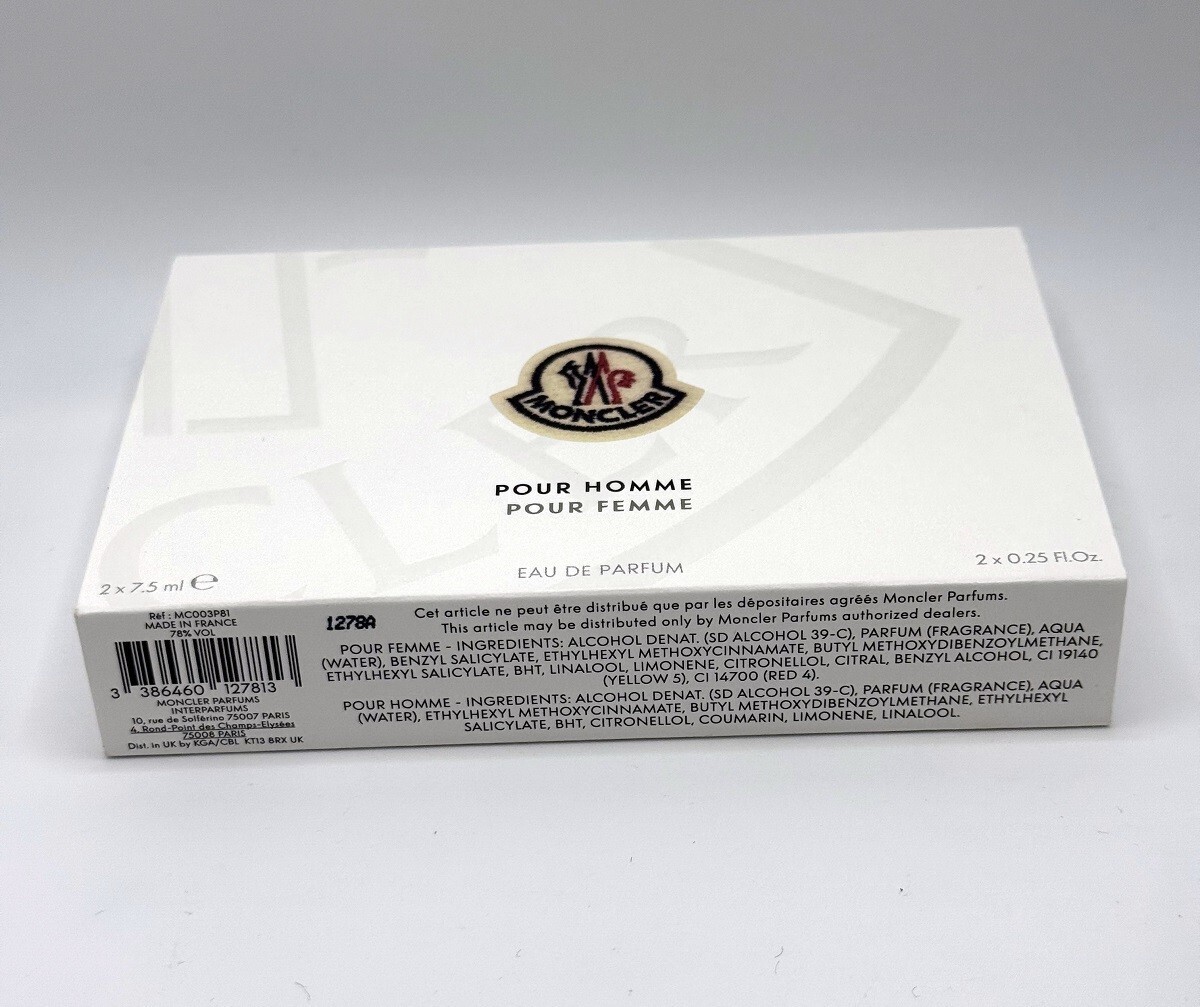 MONCLER
POUR HOMME
POUR FEMME
EAU DE PARFUM
2 x 7.5 ml ℮
2 x 0.25 Fl.Oz.
Réf : MC003P81
MADE IN FRANCE
78% VOL
3 386460 127813
MONCLER PARFUMS
INTERPARFUMS
10, rue de Solférino 75007 PARIS
4, Rond-Point des Champs-Elysées
75008 PARIS
Dist. in UK by KGA/CBL KT13 BRX UK
1278A
Cet article ne peut être distribué que par les dépositaires agréés Moncler Parfums.
This article may be distributed only by Moncler Parfums authorized dealers.
POUR FEMME - INGREDIENTS: ALCOHOL DENAT. (SD ALCOHOL 39-C), PARFUM (FRAGRANCE), AQUA
(WATER), BENZYL SALICYLATE, ETHYLHEXYL METHOXYCINNAMATE, BUTYL METHOXYDIBENZOYLMETHANE,
ETHYLHEXYL SALICYLATE, BHT, LINALOOL, LIMONENE, CITRONELLOL, CITRAL, BENZYL ALCOHOL, CI 19140
(YELLOW 5), CI 14700 (RED 4).
POUR HOMME - INGREDIENTS: ALCOHOL DENAT. (SD ALCOHOL 39-C), PARFUM (FRAGRANCE), AQUA
(WATER), ETHYLHEXYL METHOXYCINNAMATE, BUTYL METHOXYDIBENZOYLMETHANE, ETHYLHEXYL
SALICYLATE, BHT, CITRONELLOL, COUMARIN, LIMONENE, LINALOOL.